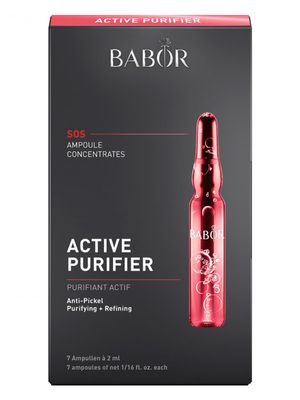 ACTIVE PURIFIER
BABOR
SOS
AMPOULE
CONCENTRATES
BABOR
ACTIVE
PURIFIER
PURIFIANT ACTIF
Anti-Pickel
Purifying + Refining
7 Ampullen à 2 ml
7 ampoules of net 1/16 fl. oz. each